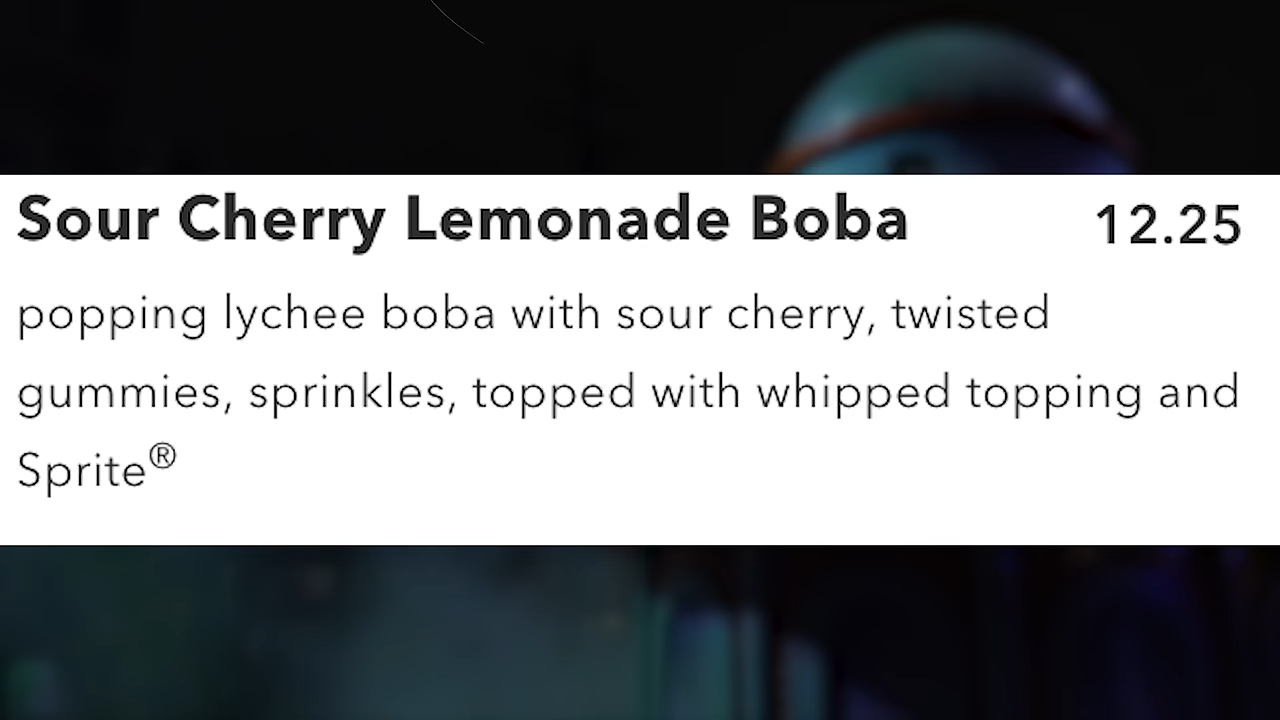 Sour Cherry Lemonade Boba 12.25
popping lychee boba with sour cherry, twisted
gummies, sprinkles, topped with whipped topping and
Sprite®